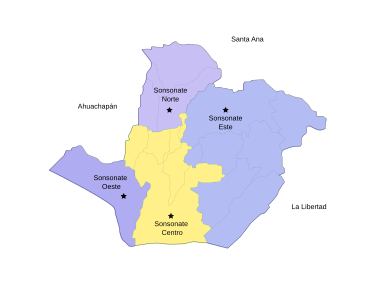 Santa Ana
Sonsonate
Norte
Ahuachapán
Sonsonate
Este
Sonsonate
Oeste
La Libertad
Sonsonate
Centro